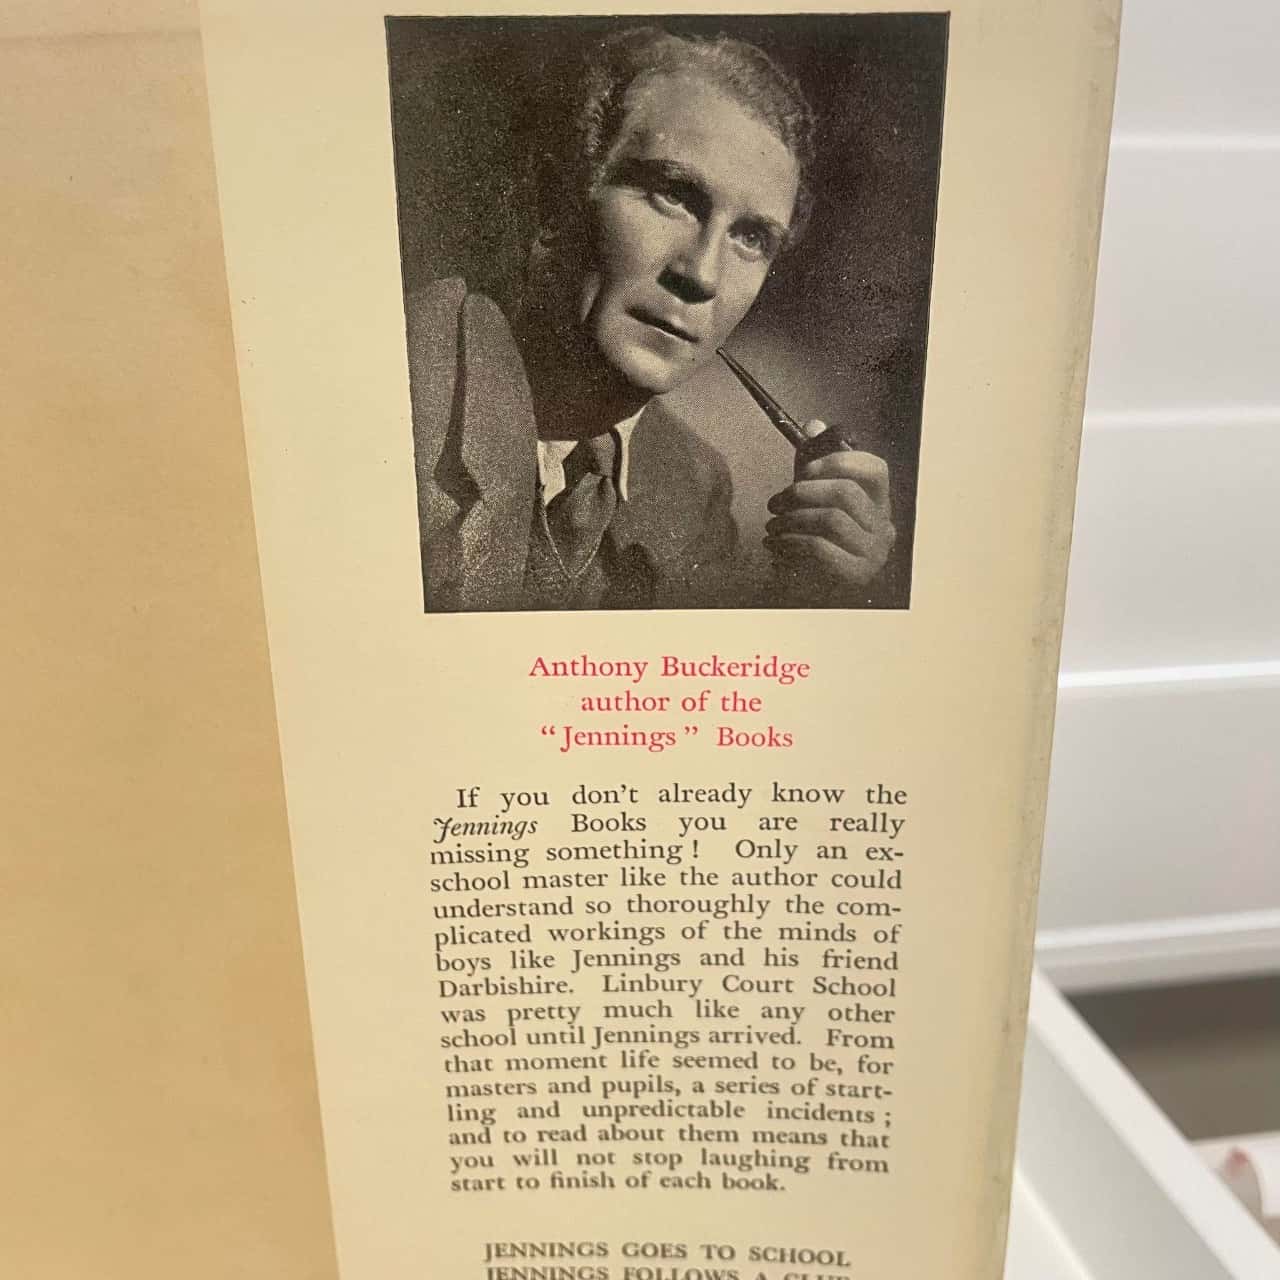 Anthony Buckeridge
author of the
“Jennings” Books
If you don’t already know the
Jennings Books you are really
missing something! Only an ex-
school master like the author could
understand so thoroughly the com-
plicated workings of the minds of
boys like Jennings and his friend
Darbishire. Linbury Court School
was pretty much like any other
school until Jennings arrived. From
that moment life seemed to be, for
masters and pupils, a series of start-
ling and unpredictable incidents;
and to read about them means that
you will not stop laughing from
start to finish of each book.
JENNINGS GOES TO SCHOOL
JENNINGS FOLLOWS A CLUE